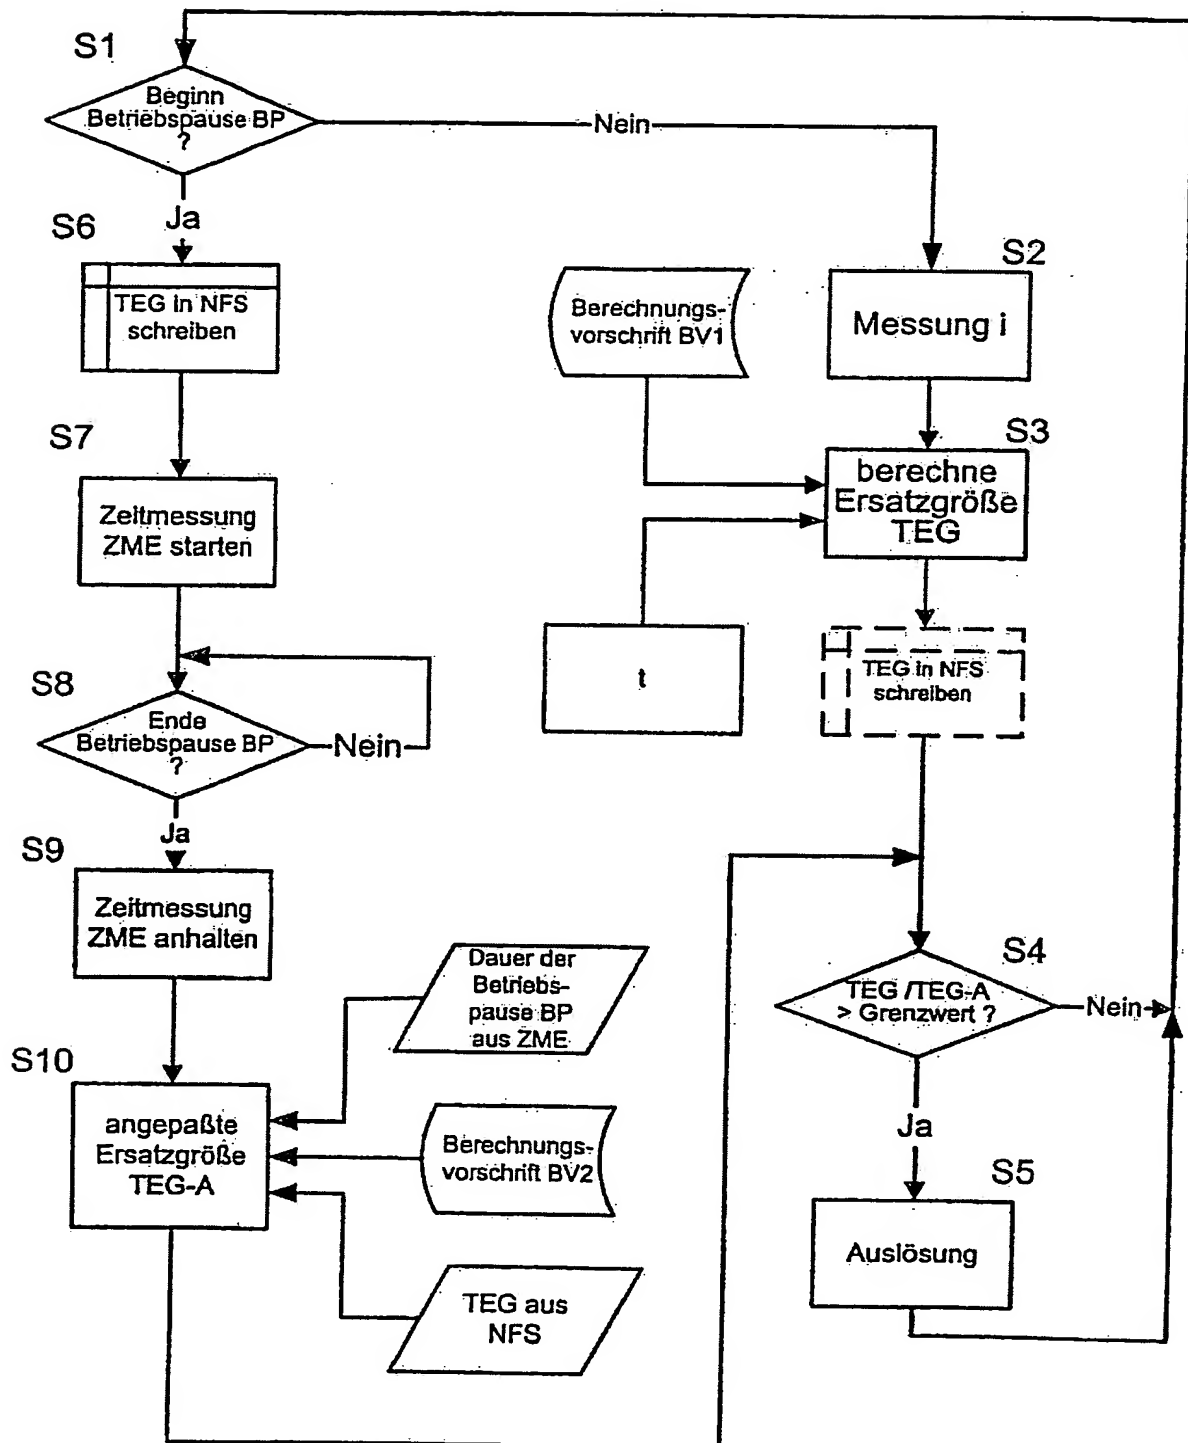 S1
Beginn
Betriebspause BP
?
Nein
Ja
S6
TEG in NFS
schreiben
S2
Messung i
Berechnungs-
vorschrift BV1
S7
Zeitmessung
ZME starten
S3
berechne
Ersatzgröße
TEG
t
TEG in NFS
schreiben
S8
Ende
Betriebspause BP
?
Nein
Ja
S9
Zeitmessung
ZME anhalten
Dauer der
Betriebs-
pause BP
aus ZME
S4
TEG /TEG-A
> Grenzwert ?
Nein
Ja
S10
angepaßte
Ersatzgröße
TEG-A
Berechnungs-
vorschrift BV2
TEG aus
NFS
S5
Auslösung